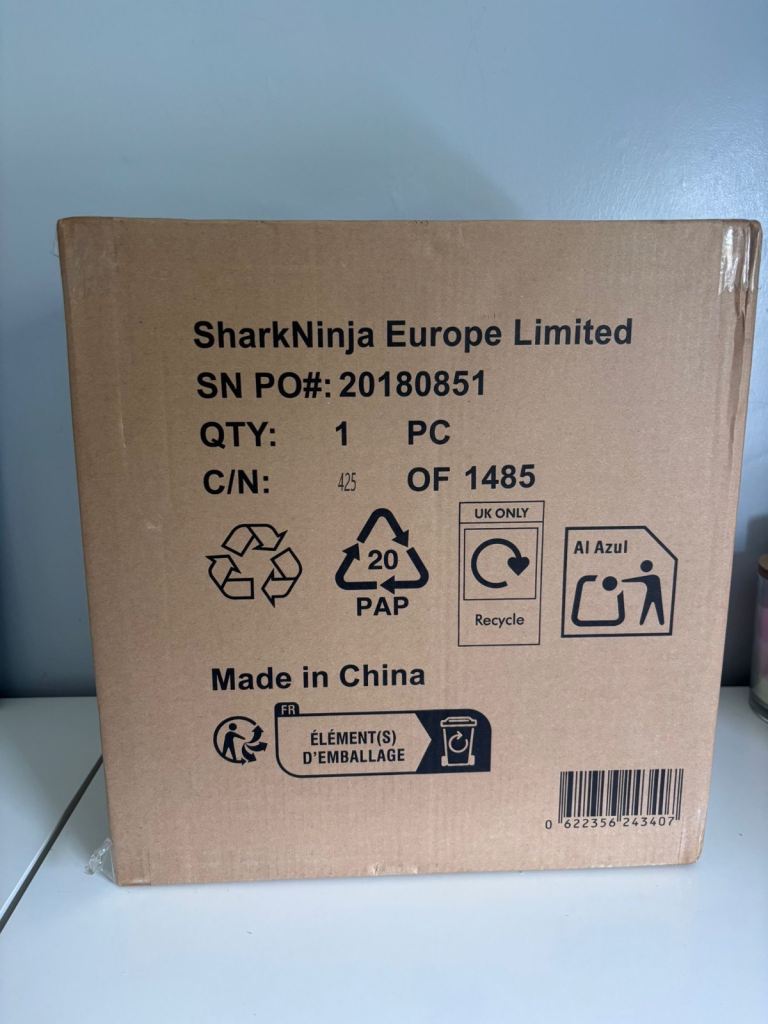 SharkNinja Europe Limited
SN PO#: 20180851
QTY: 1 PC
C/N: 425 OF 1485
20
PAP
UK ONLY
Recycle
Al Azul
Made in China
FR
ÉLÉMENT(S)
D'EMBALLAGE
0 622356 243407